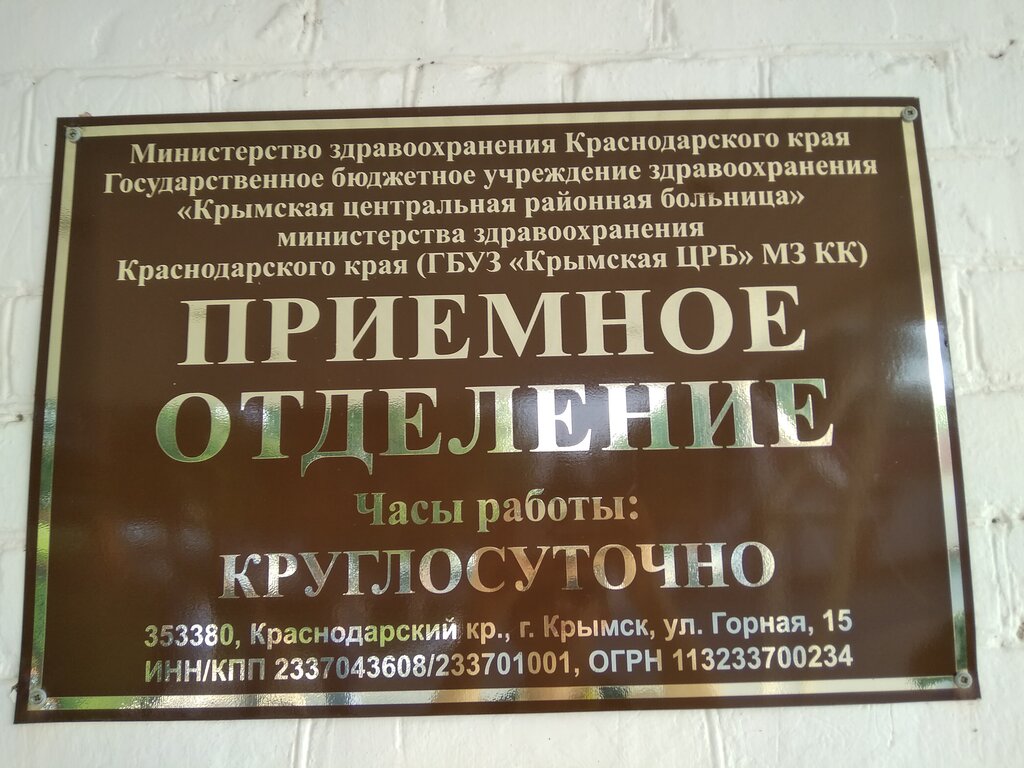 Министерство здравоохранения Краснодарского края
Государственное бюджетное учреждение здравоохранения
«Крымская центральная районная больница»
министерства здравоохранения
Краснодарского края (ГБУЗ «Крымская ЦРБ» МЗ КК)
ПРИЕМНОЕ
ОТДЕЛЕНИЕ
Часы работы:
КРУГЛОСУТОЧНО
353380, Краснодарский кр., г. Крымск, ул. Горная, 15
ИНН/КПП 2337043608/233701001, ОГРН 113233700234